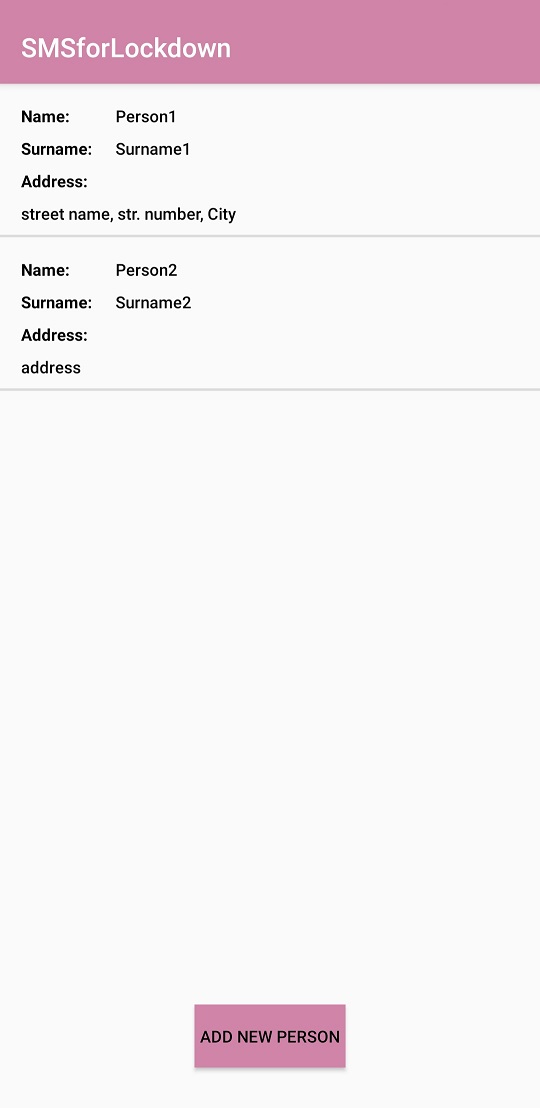 SMSforLockdown
Name: Person1
Surname: Surname1
Address:
street name, str. number, City
Name: Person2
Surname: Surname2
Address:
address
ADD NEW PERSON